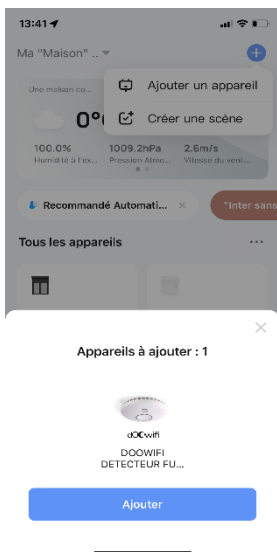 13:41
Ma "Maison" ..
Ajouter un appareil
Une maison co...
Créer une scène
0°
100.0%
1009.2hPa
2.6m/s
Humidité à l'ex...
Pression Atmo...
Vitesse du vent...
Recommandé Automati...
"Inter sans
Tous les appareils
Appareils à ajouter : 1
doowifi
DOOWIFI
DETECTEUR FU...
Ajouter